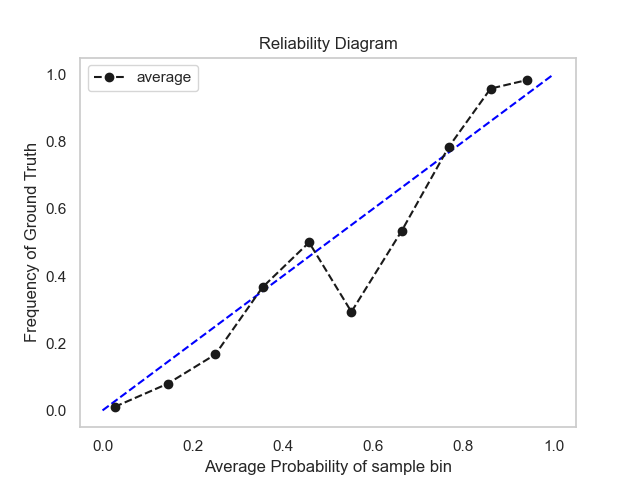 Reliability Diagram
average
1.0
0.8
0.6
0.4
0.2
0.0
Frequency of Ground Truth
0.0 0.2 0.4 0.6 0.8 1.0
Average Probability of sample bin